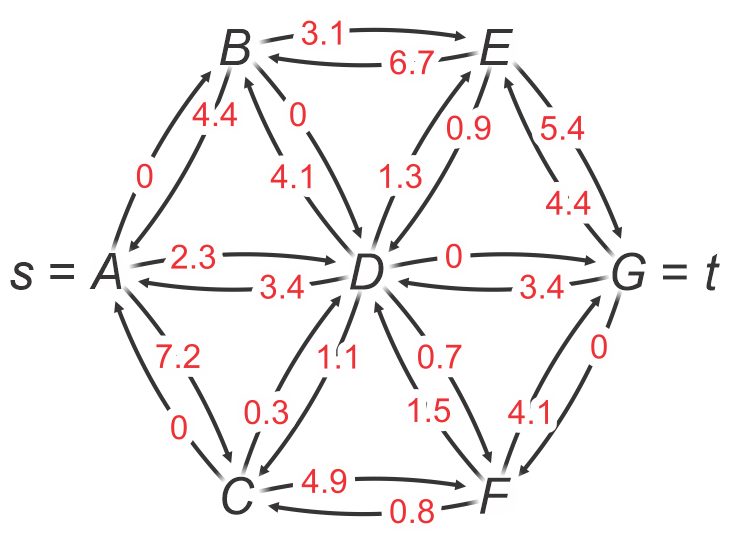 B 3.1 E
6.7
4.4 0 0.9 5.4
0 4.1 1.3 4.4
s = A 2.3 D 0 G = t
3.4 3.4
7.2 1.1 0.7 0
0 0.3 1.5 4.1
C 4.9 F
0.8